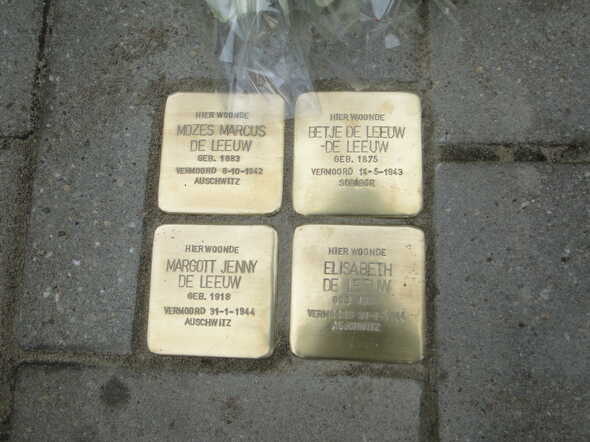 HIER WOONDE
MOZES MARCUS
DE LEEUW
GEB. 1883
VERMOORD 8-10-1942
AUSCHWITZ
HIER WOONDE
BETJE DE LEEUW
-DE LEEUW
GEB. 1875
VERMOORD 14-5-1943
SOBIBOR
HIER WOONDE
MARGOTT JENNY
DE LEEUW
GEB. 1918
VERMOORD 31-1-1944
AUSCHWITZ
HIER WOONDE
ELISABETH
DE LEEUW
GEB.
VERMOORD
AUSCHWITZ